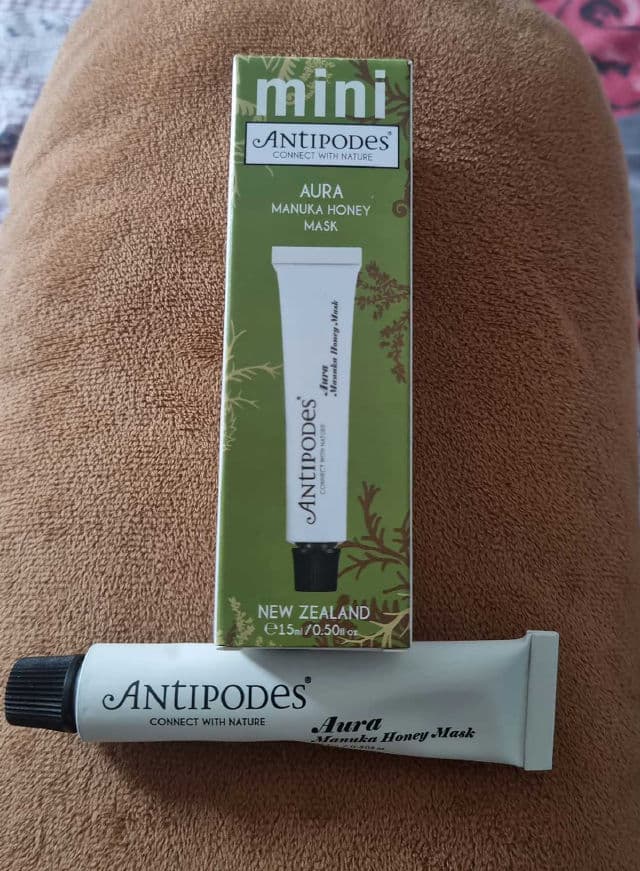 mini
ANTIPODES®
CONNECT WITH NATURE
AURA
MANUKA HONEY
MASK
ANTIPODES®
CONNECT WITH NATURE
Aura
Manuka Honey Mask
NEW ZEALAND
℮15ml/0.50fl oz
ANTIPODES®
CONNECT WITH NATURE
Aura
Manuka Honey Mask